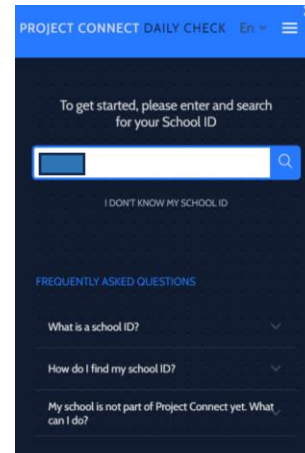 PROJECT CONNECT DAILY CHECK En
To get started, please enter and search
for your School ID
I DON'T KNOW MY SCHOOL ID
FREQUENTLY ASKED QUESTIONS
What is a school ID?
How do I find my school ID?
My school is not part of Project Connect yet. What
can I do?